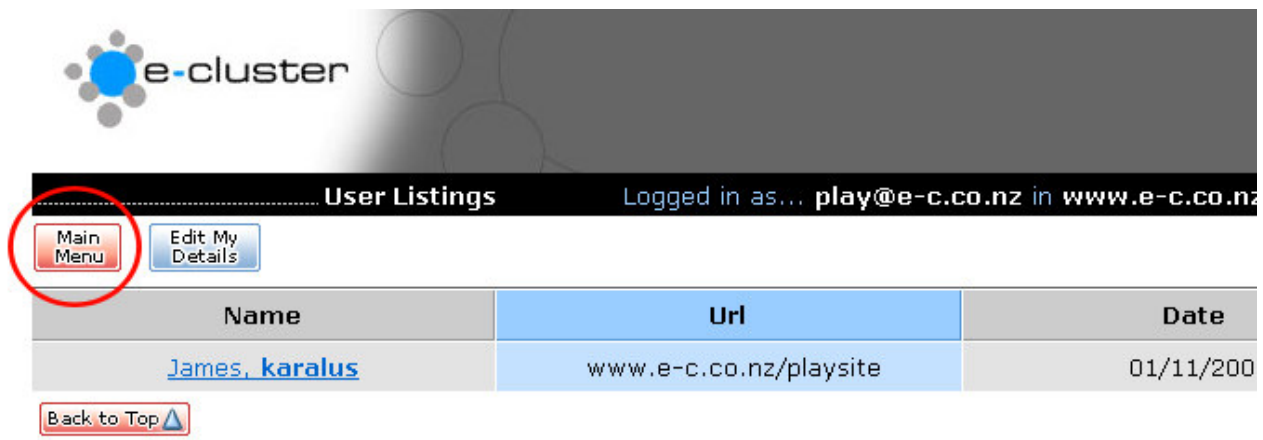 e-cluster
User Listings Logged in as... play@e-c.co.nz in www.e-c.co.nz
Main Edit My
Menu Details
Name Url Date
James, karalus www.e-c.co.nz/playsite 01/11/200
Back to Top